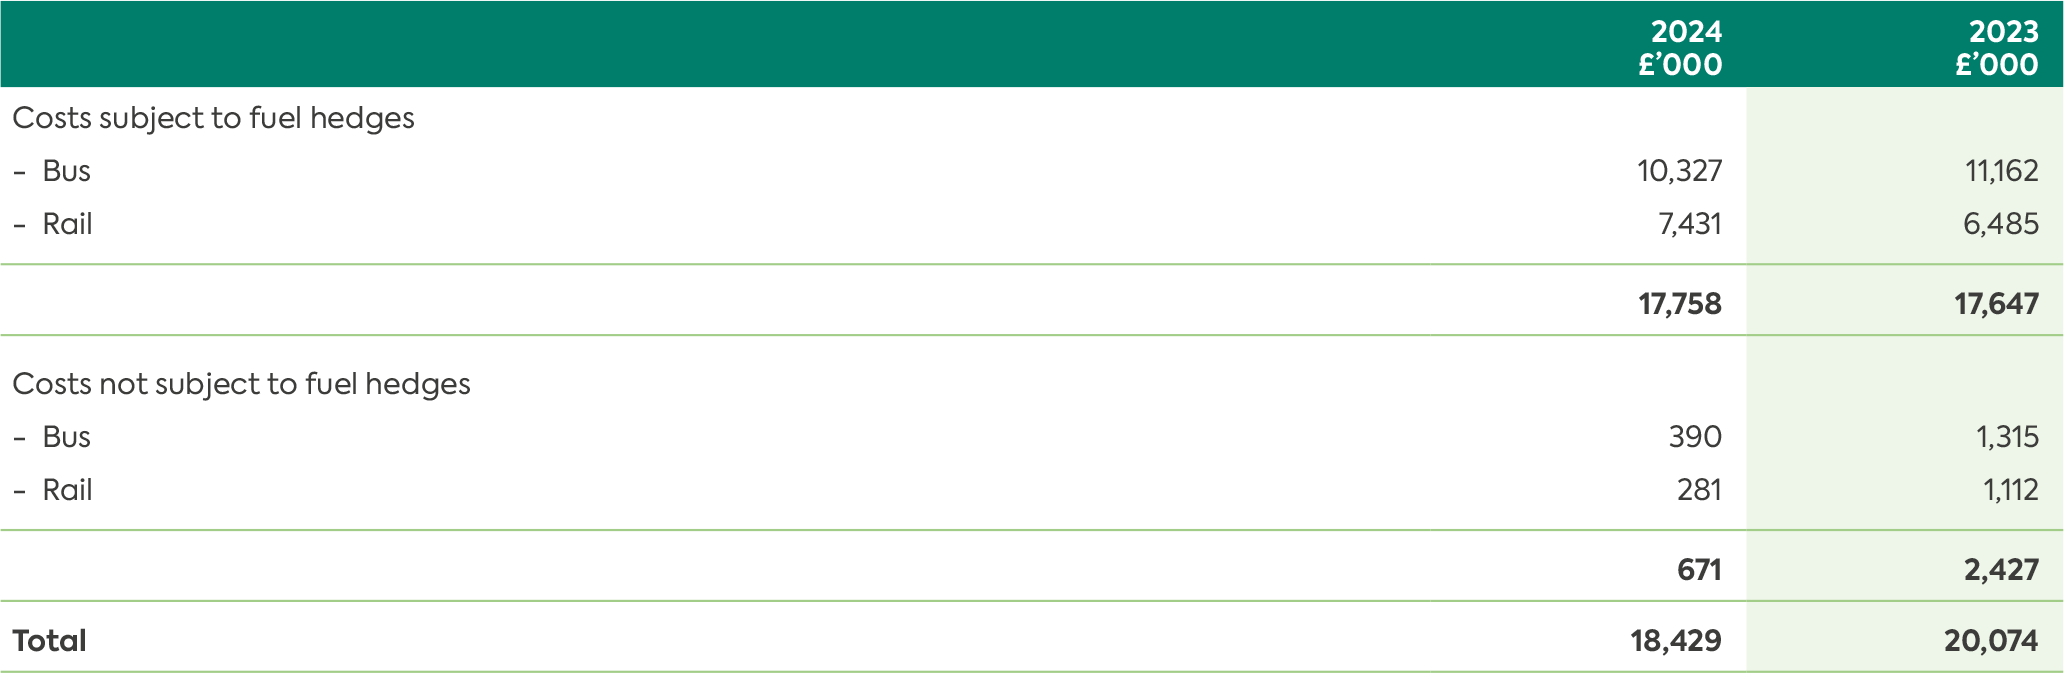 2024 2023
£’000 £’000
Costs subject to fuel hedges
- Bus 10,327 11,162
- Rail 7,431 6,485
17,758 17,647
Costs not subject to fuel hedges
- Bus 390 1,315
- Rail 281 1,112
671 2,427
Total 18,429 20,074